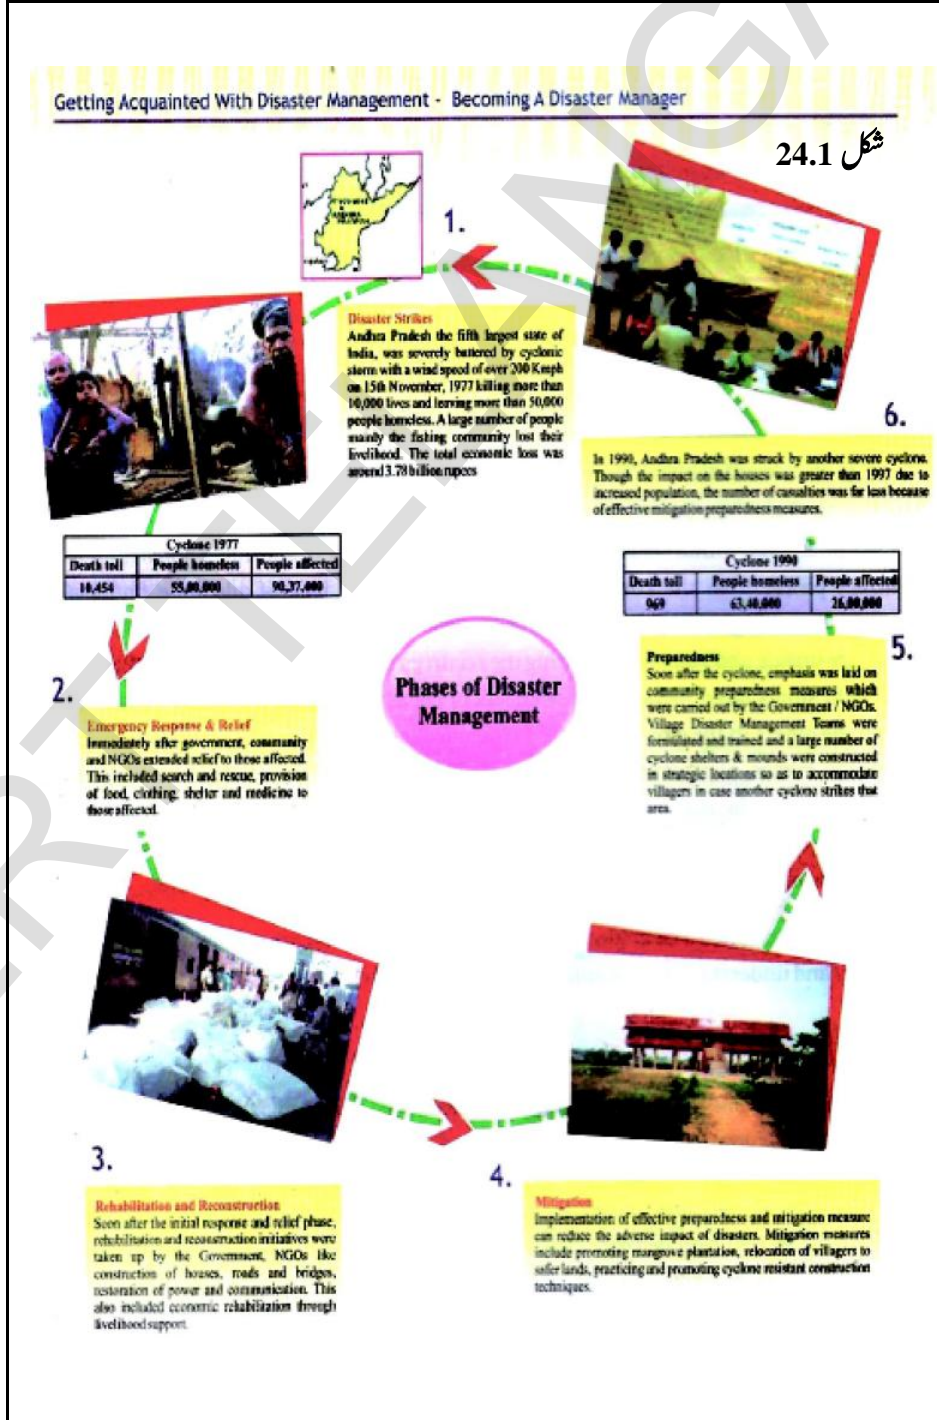 Getting Acquainted With Disaster Management - Becoming A Disaster Manager
شکل 24.1
1.
Disaster Strikes
Andhra Pradesh the fifth largest state of
India, was severely battered by cyclonic
storm with a wind speed of over 200 Kmph
on 15th November, 1977 killing more than
10,000 lives and leaving more than 50,000
people homeless. A large number of people
mainly the fishing community lost their
livelihood. The total economic loss was
around 3.78 billion rupees
Cyclone 1977
Death toll People homeless People affected
10,454 55,00,000 90,37,000
2.
Emergency Response & Relief
Immediately after government, community
and NGOs extended relief to those affected.
This included search and rescue, provision
of food, clothing, shelter and medicine to
those affected.
Phases of Disaster
Management
3.
Rehabilitation and Reconstruction
Soon after the initial response and relief phase,
rehabilitation and reconstruction initiatives were
taken up by the Government, NGOs like
construction of houses, roads and bridges,
restoration of power and communication. This
also included economic rehabilitation through
livelihood support.
4.
Mitigation
Implementation of effective preparedness and mitigation measure
can reduce the adverse impact of disasters. Mitigation measures
include promoting mangrove plantation, relocation of villagers to
safer lands, practicing and promoting cyclone resistant construction
techniques.
5.
Preparedness
Soon after the cyclone, emphasis was laid on
community preparedness measures which
were carried out by the Government / NGOs.
Village Disaster Management Teams were
formulated and trained and a large number of
cyclone shelters & mounds were constructed
in strategic locations so as to accommodate
villagers in case another cyclone strikes that
area.
6.
In 1990, Andhra Pradesh was struck by another severe cyclone.
Though the impact on the houses was greater than 1997 due to
increased population, the number of casualties was far less because
of effective mitigation preparedness measures.
Cyclone 1990
Death toll People homeless People affected
969 63,40,000 26,00,000